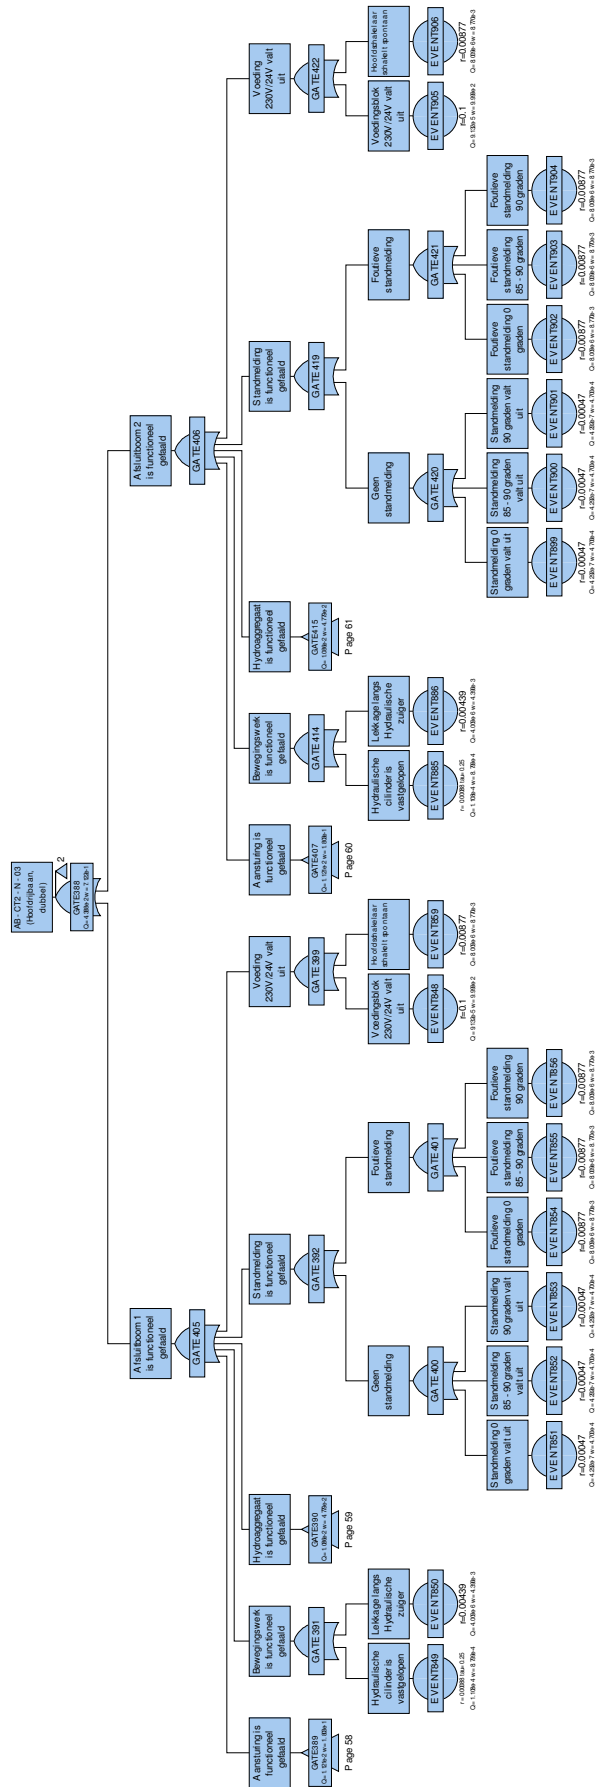 AB - CT2 - N - 03
(Hoofdrijbaan,
dubbel)
2
GATE388
Afsluitboom 1
is functioneel
gefaald
GATE405
Afsluitboom 2
is functioneel
gefaald
GATE406
Aansturing is
functioneel
gefaald
GATE389
Page 58
Bewegingswerk
is functioneel
gefaald
GATE391
Hydroaggregaat
is functioneel
gefaald
GATE390
Page 59
Standmelding
is functioneel
gefaald
GATE392
Voeding
230V/24V valt
uit
GATE399
Aansturing is
functioneel
gefaald
GATE407
Page 60
Bewegingswerk
is functioneel
gefaald
GATE414
Hydroaggregaat
is functioneel
gefaald
GATE415
Page 61
Standmelding
is functioneel
gefaald
GATE419
Voeding
230V/24V valt
uit
GATE422
Hydraulische
cilinder is
vastgelopen
EVENT849
Lekkage langs
Hydraulische
zuiger
EVENT850
r=0.00439
Geen
standmelding
GATE400
Foutieve
standmelding
GATE401
Voedingsblok
230V/24V valt
uit
EVENT848
r=0.1
Hoofdschakelaar
schakelt spontaan
EVENT859
r=0.00877
Hydraulische
cilinder is
vastgelopen
EVENT885
Lekkage langs
Hydraulische
zuiger
EVENT886
r=0.00439
Geen
standmelding
GATE420
Foutieve
standmelding
GATE421
Voedingsblok
230V/24V valt
uit
EVENT905
r=0.1
Hoofdschakelaar
schakelt spontaan
EVENT906
r=0.00877
Standmelding 0
graden valt uit
EVENT851
r=0.00047
Standmelding
85 - 90 graden
valt uit
EVENT852
r=0.00047
Standmelding
90 graden valt
uit
EVENT853
r=0.00047
Foutieve
standmelding 0
graden
EVENT854
r=0.00877
Foutieve
standmelding
85 - 90 graden
EVENT855
r=0.00877
Foutieve
standmelding
90 graden
EVENT856
r=0.00877
Standmelding 0
graden valt uit
EVENT899
r=0.00047
Standmelding
85 - 90 graden
valt uit
EVENT900
r=0.00047
Standmelding
90 graden valt
uit
EVENT901
r=0.00047
Foutieve
standmelding 0
graden
EVENT902
r=0.00877
Foutieve
standmelding
85 - 90 graden
EVENT903
r=0.00877
Foutieve
standmelding
90 graden
EVENT904
r=0.00877